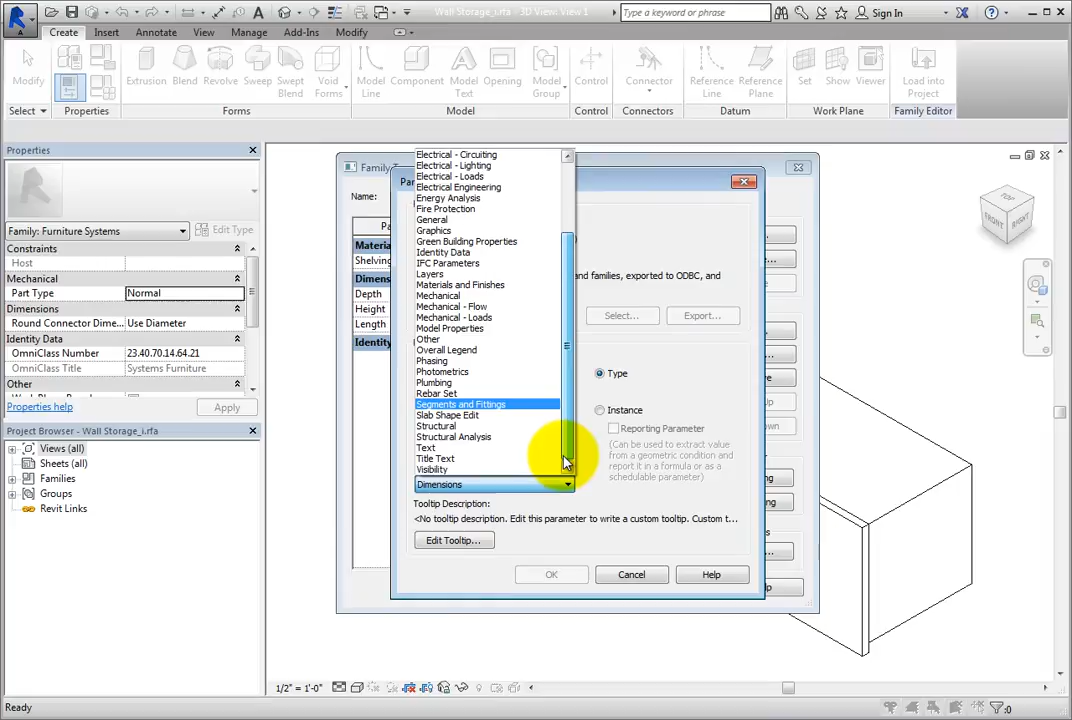 Wall Storage_i.rfa - 3D View: View 1
Type a keyword or phrase
Sign In
Create
Insert
Annotate
View
Manage
Add-Ins
Modify
Modify
Extrusion
Blend
Revolve
Sweep
Swept
Blend
Void
Forms
Model
Line
Component
Model
Text
Opening
Model
Group
Control
Connector
Reference
Line
Reference
Plane
Set
Show
Viewer
Load into
Project
Select
Properties
Forms
Model
Control
Connectors
Datum
Work Plane
Family Editor
Properties
Family: Furniture Systems
Edit Type
Constraints
Host
Mechanical
Part Type
Normal
Dimensions
Round Connector Dime...
Use Diameter
Identity Data
OmniClass Number
23.40.70.14.64.21
OmniClass Title
Systems Furniture
Other
Properties help
Apply
Project Browser - Wall Storage_i.rfa
Views (all)
Sheets (all)
Families
Groups
Revit Links
Name:
Shelving
Depth
Height
Length
Identity
Electrical - Circuiting
Electrical - Lighting
Electrical - Loads
Electrical Engineering
Energy Analysis
Fire Protection
General
Graphics
Green Building Properties
Identity Data
IFC Parameters
Layers
Materials and Finishes
Mechanical
Mechanical - Flow
Mechanical - Loads
Model Properties
Other
Overall Legend
Phasing
Photometrics
Plumbing
Rebar Set
Segments and Fittings
Slab Shape Edit
Structural
Structural Analysis
Text
Title Text
Visibility
Dimensions
and families, exported to ODBC, and
Select...
Export...
Type
Instance
Reporting Parameter
(Can be used to extract value
from a geometric condition and
report it in a formula or as a
schedulable parameter)
Tooltip Description:
<No tooltip description. Edit this parameter to write a custom tooltip. Custom t...
Edit Tooltip...
OK
Cancel
Help
TOP
FRONT
RIGHT
1/2" = 1'-0"
Ready
:0